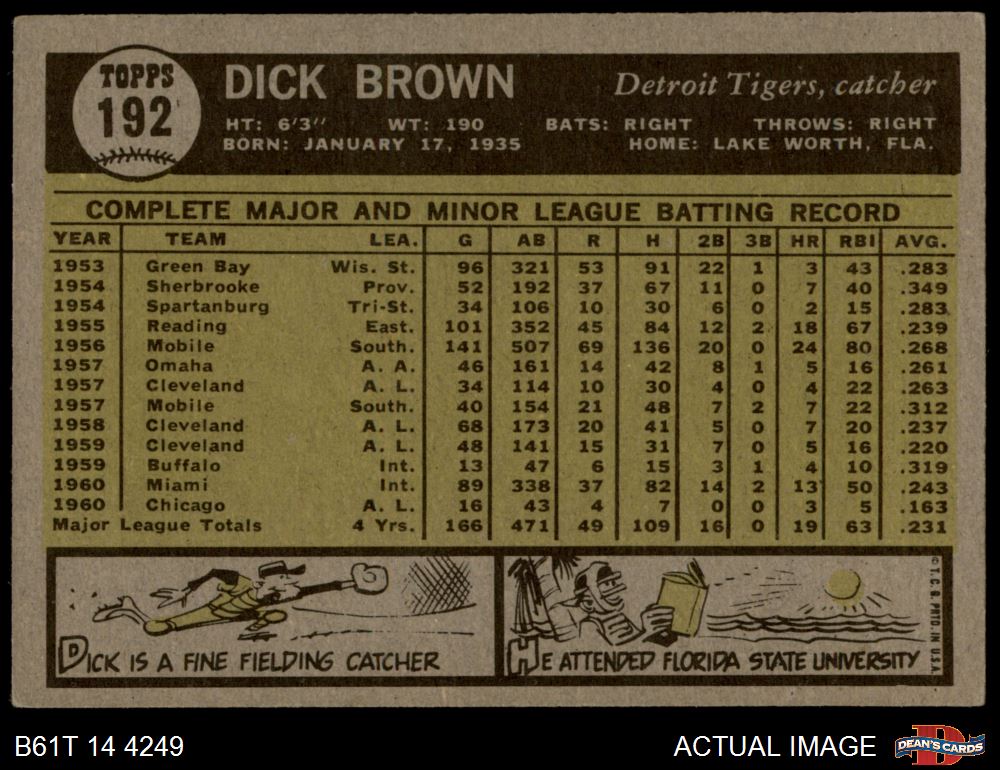 TOPPS
192
DICK BROWN
Detroit Tigers, catcher
HT: 6'3" WT: 190 BATS: RIGHT THROWS: RIGHT
BORN: JANUARY 17, 1935 HOME: LAKE WORTH, FLA.
COMPLETE MAJOR AND MINOR LEAGUE BATTING RECORD
YEAR TEAM LEA. G AB R H 2B 3B HR RBI AVG.
1953 Green Bay Wis. St. 96 321 53 91 22 1 3 43 .283
1954 Sherbrooke Prov. 52 192 37 67 11 0 7 40 .349
1954 Spartanburg Tri-St. 34 106 10 30 6 0 2 15 .283
1955 Reading East. 101 352 45 84 12 2 18 67 .239
1956 Mobile South. 141 507 69 136 20 0 24 80 .268
1957 Omaha A. A. 46 161 14 42 8 1 5 16 .261
1957 Cleveland A. L. 34 114 10 30 4 0 4 22 .263
1957 Mobile South. 40 154 21 48 7 2 7 22 .312
1958 Cleveland A. L. 68 173 20 41 5 0 7 20 .237
1959 Cleveland A. L. 48 141 15 31 7 0 5 16 .220
1959 Buffalo Int. 13 47 6 15 3 1 4 10 .319
1960 Miami Int. 89 338 37 82 14 2 13 50 .243
1960 Chicago A. L. 16 43 4 7 0 0 3 5 .163
Major League Totals 4 Yrs. 166 471 49 109 16 0 19 63 .231
DICK IS A FINE FIELDING CATCHER
HE ATTENDED FLORIDA STATE UNIVERSITY
© T. C. G. PRTD. IN U.S.A.
B61T 14 4249
ACTUAL IMAGE
D
DEAN'S CARDS